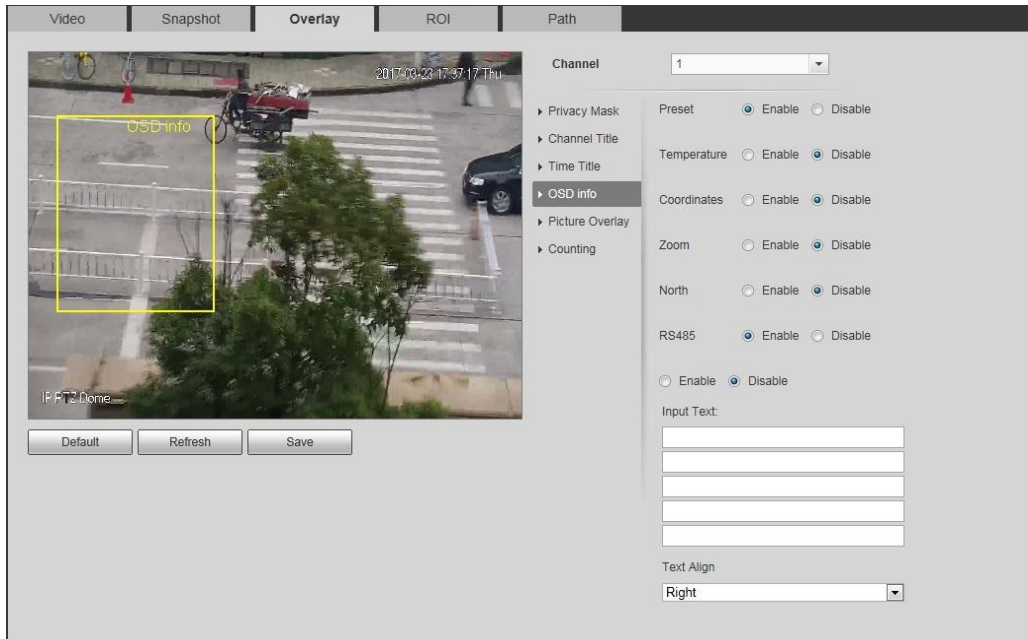 Video Snapshot Overlay ROI Path
2017-03-23 17:37:17 Thu
OSD info
IP PTZ Dome
Default Refresh Save
Channel 1
Privacy Mask
Channel Title
Time Title
OSD info
Picture Overlay
Counting
Preset Enable Disable
Temperature Enable Disable
Coordinates Enable Disable
Zoom Enable Disable
North Enable Disable
RS485 Enable Disable
Enable Disable
Input Text:
Text Align
Right